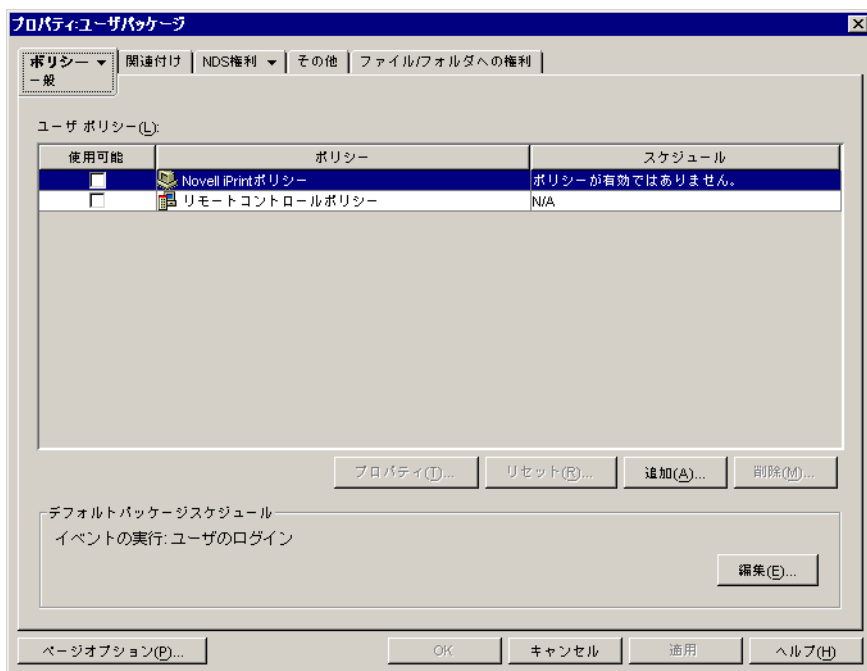 プロパティ:ユーザパッケージ
ポリシー 関連付け NDS権利 その他 ファイル/フォルダへの権利
一般
ユーザ ポリシー(L):
使用可能 ポリシー スケジュール
Novell iPrintポリシー ポリシーが有効ではありません。
リモートコントロールポリシー N/A
プロパティ(T)... リセット(R)... 追加(A)... 削除(M)...
デフォルトパッケージスケジュール
イベントの実行: ユーザのログイン
編集(E)...
ページオプション(P)... OK キャンセル 適用 ヘルプ(H)